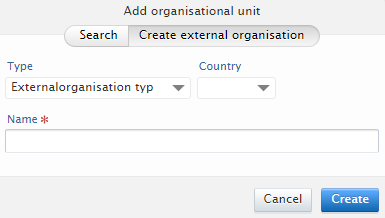 Add organisational unit
Search Create external organisation
Type Country
Externalorganisation typ
Name *
Cancel Create